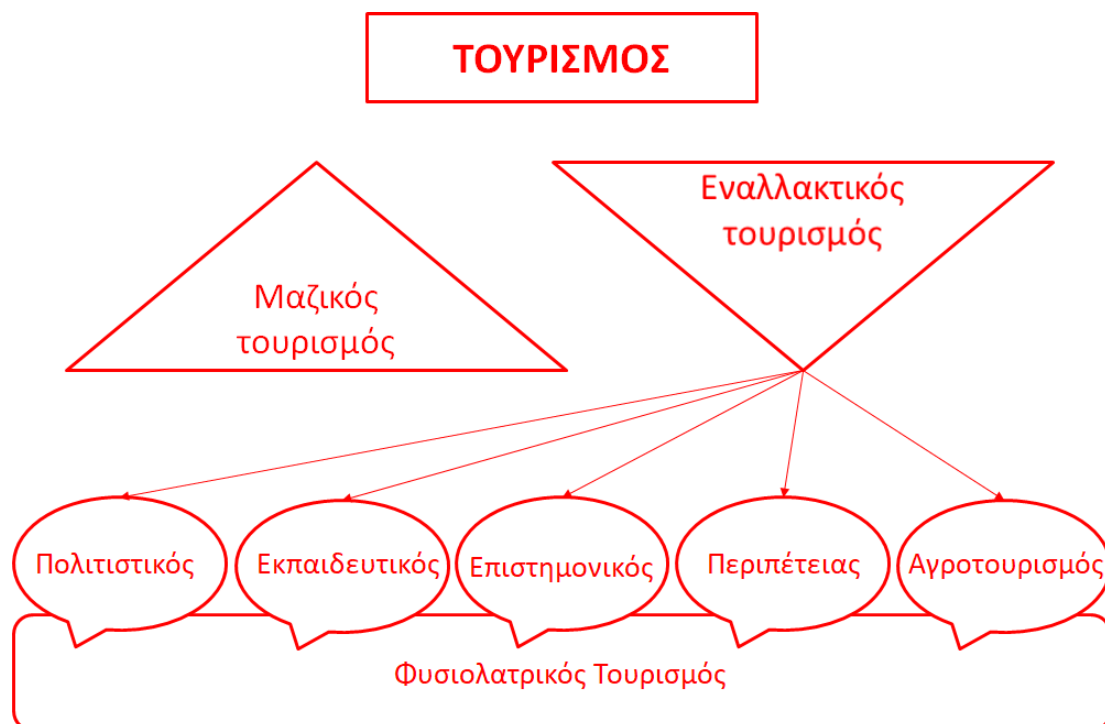 ΤΟΥΡΙΣΜΟΣ
Μαζικός
τουρισμός
Εναλλακτικός
τουρισμός
Πολιτιστικός
Εκπαιδευτικός
Επιστημονικός
Περιπέτειας
Αγροτουρισμός
Φυσιολατρικός Τουρισμός